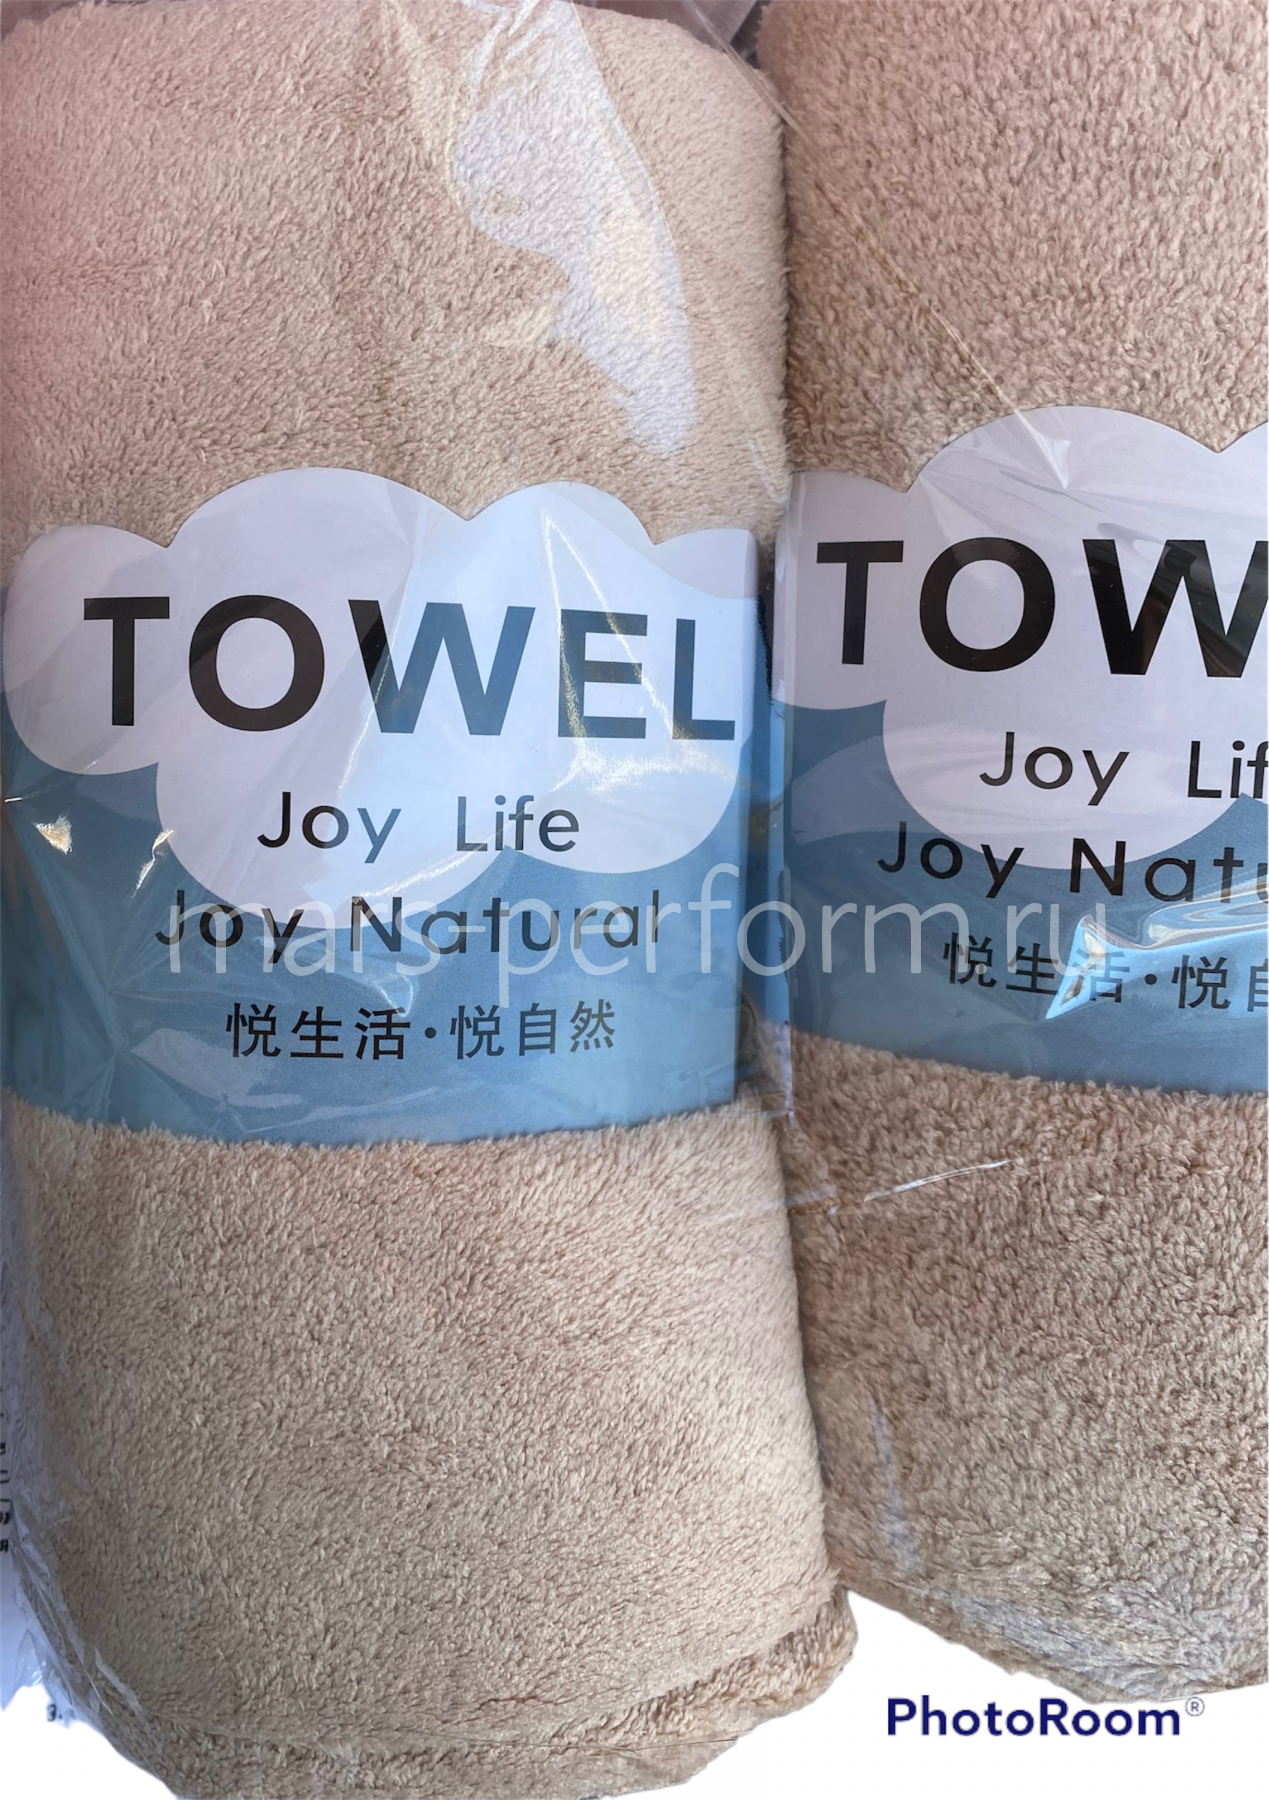 TOWEL
Joy Life
Joy Natural
悦生活·悦自然
TOW
Joy Lif
Joy Natu
悦生活·悦自
mars-perform.ru
PhotoRoom®